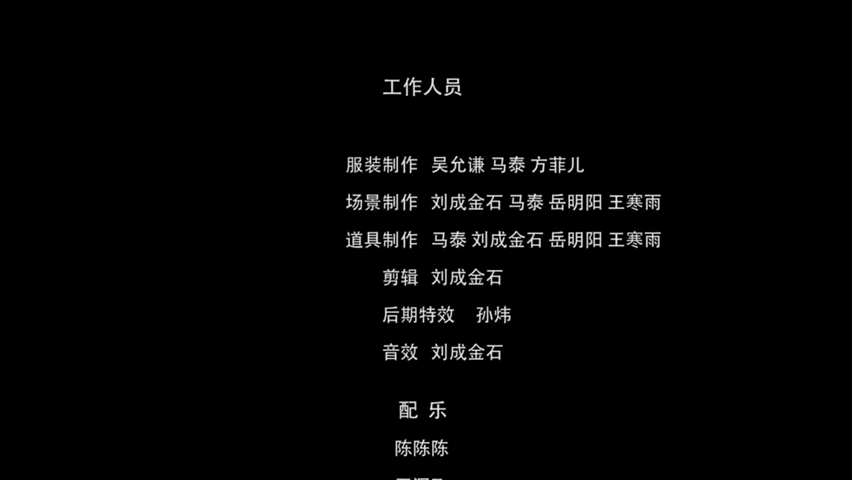 工作人员
服装制作 吴允谦 马泰 方菲儿
场景制作 刘成金石 马泰 岳明阳 王寒雨
道具制作 马泰 刘成金石 岳明阳 王寒雨
剪辑 刘成金石
后期特效 孙炜
音效 刘成金石
配 乐
陈陈陈